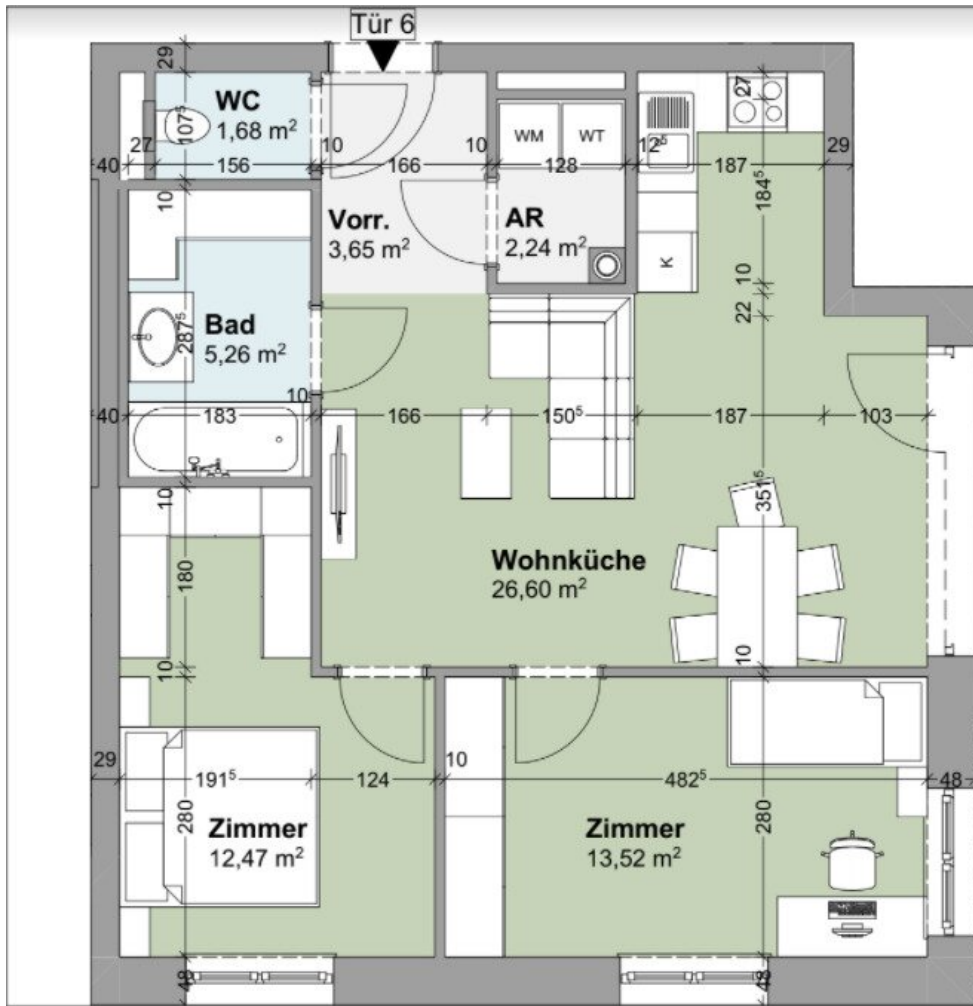 Tür 6
29
WC
1,68 m²
107⁵
40
27
156
10
166
10
128
WM
WT
12⁵
187
29
27
184⁵
10
Vorr.
3,65 m²
AR
2,24 m²
K
10
22
Bad
5,26 m²
287⁵
10
40
183
166
150⁵
187
103
351⁵
10
180
Wohnküche
26,60 m²
10
10
29
191⁵
124
10
482⁵
48
280
Zimmer
12,47 m²
Zimmer
13,52 m²
280
48
48